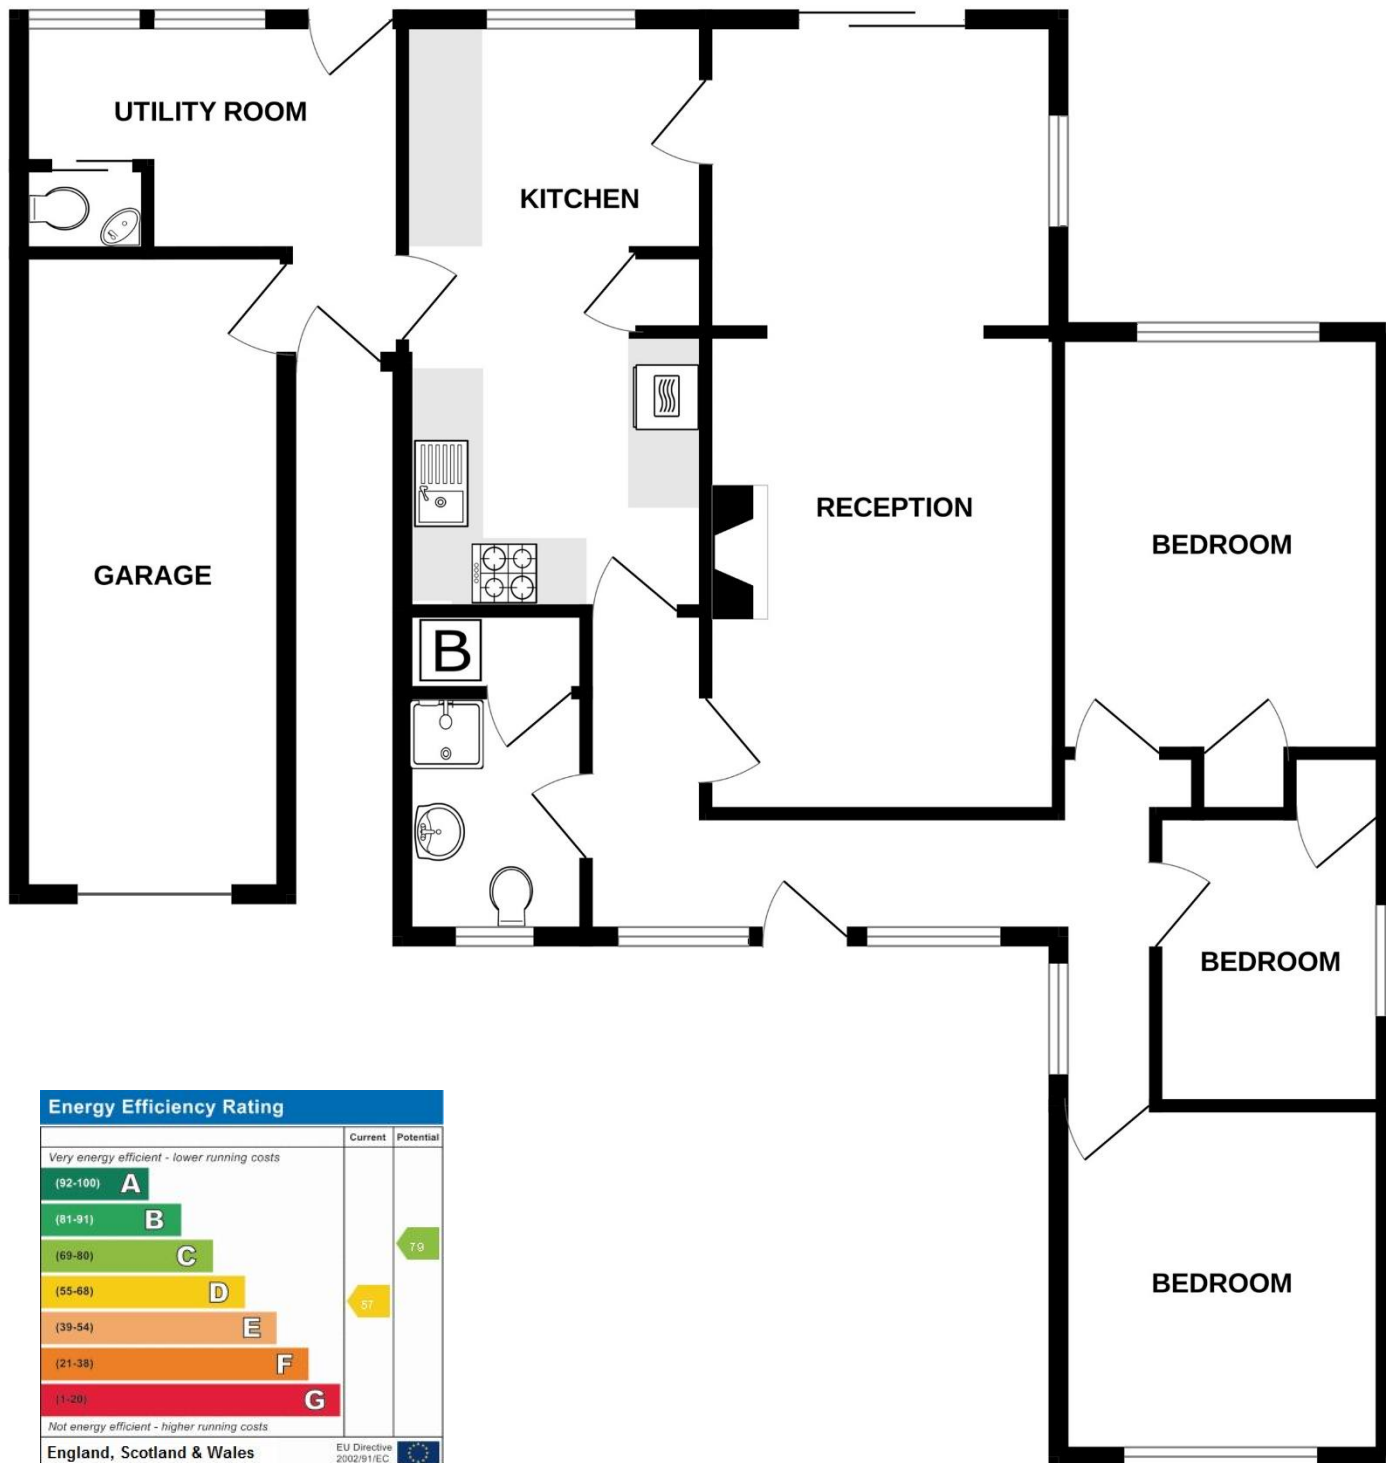 UTILITY ROOM
KITCHEN
RECEPTION
BEDROOM
GARAGE
B
BEDROOM
BEDROOM
Energy Efficiency Rating
Current Potential
Very energy efficient - lower running costs
(92-100) A
(81-91) B
(69-80) C
79
(55-68) D
57
(39-54) E
(21-38) F
(1-20) G
Not energy efficient - higher running costs
England, Scotland & Wales
EU Directive
2002/91/EC